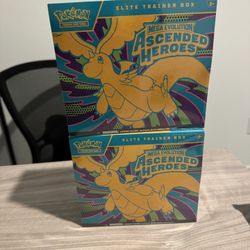 Pokémon
ELITE TRAINER BOX
MEGA EVOLUTION
ASCENDED
HEROES
Pokémon
ELITE TRAINER BOX
MEGA EVOLUTION
ASCENDED
HEROES